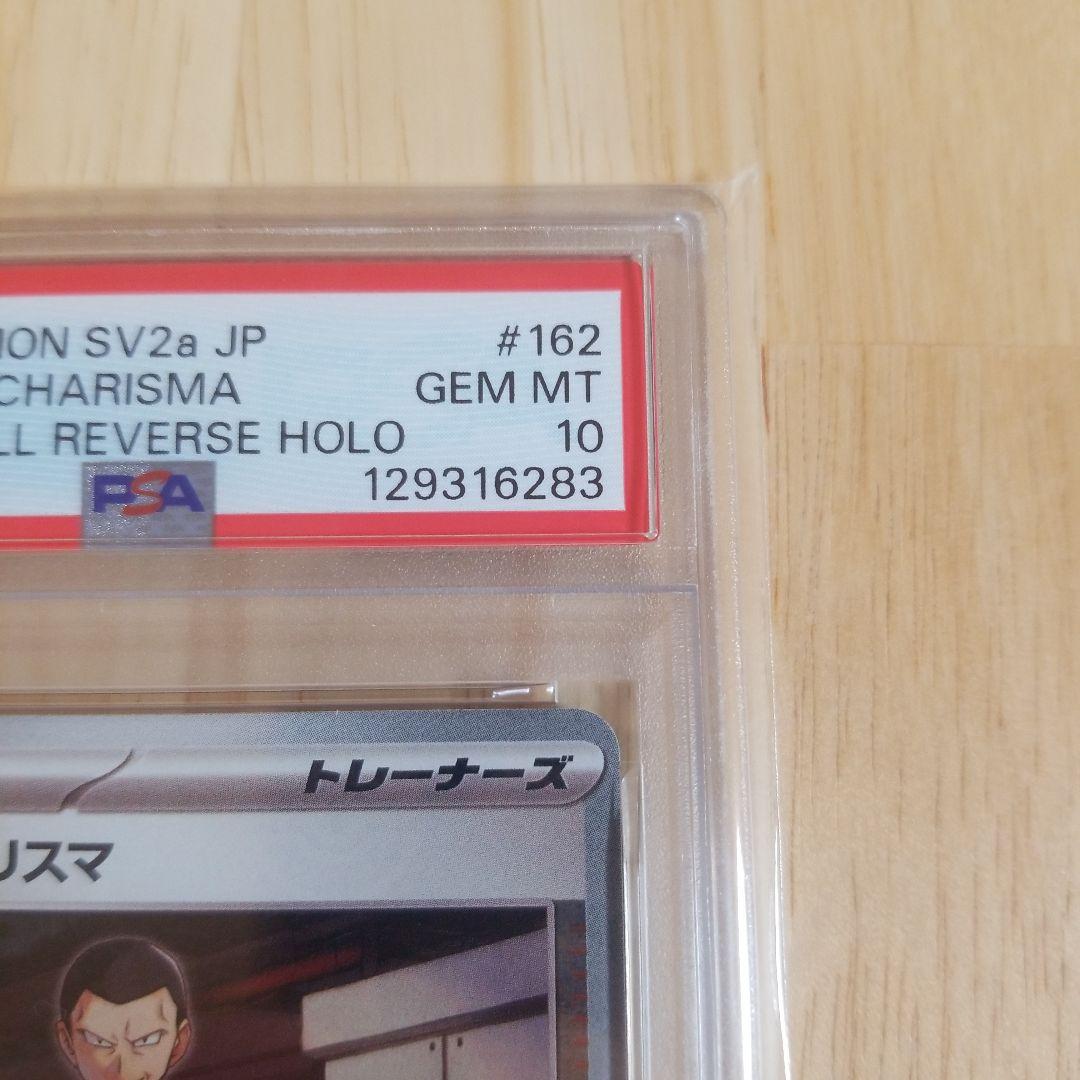 MON SV2a JP #162
CHARISMA GEM MT
LL REVERSE HOLO 10
PSA 129316283
トレーナーズ
リスマ